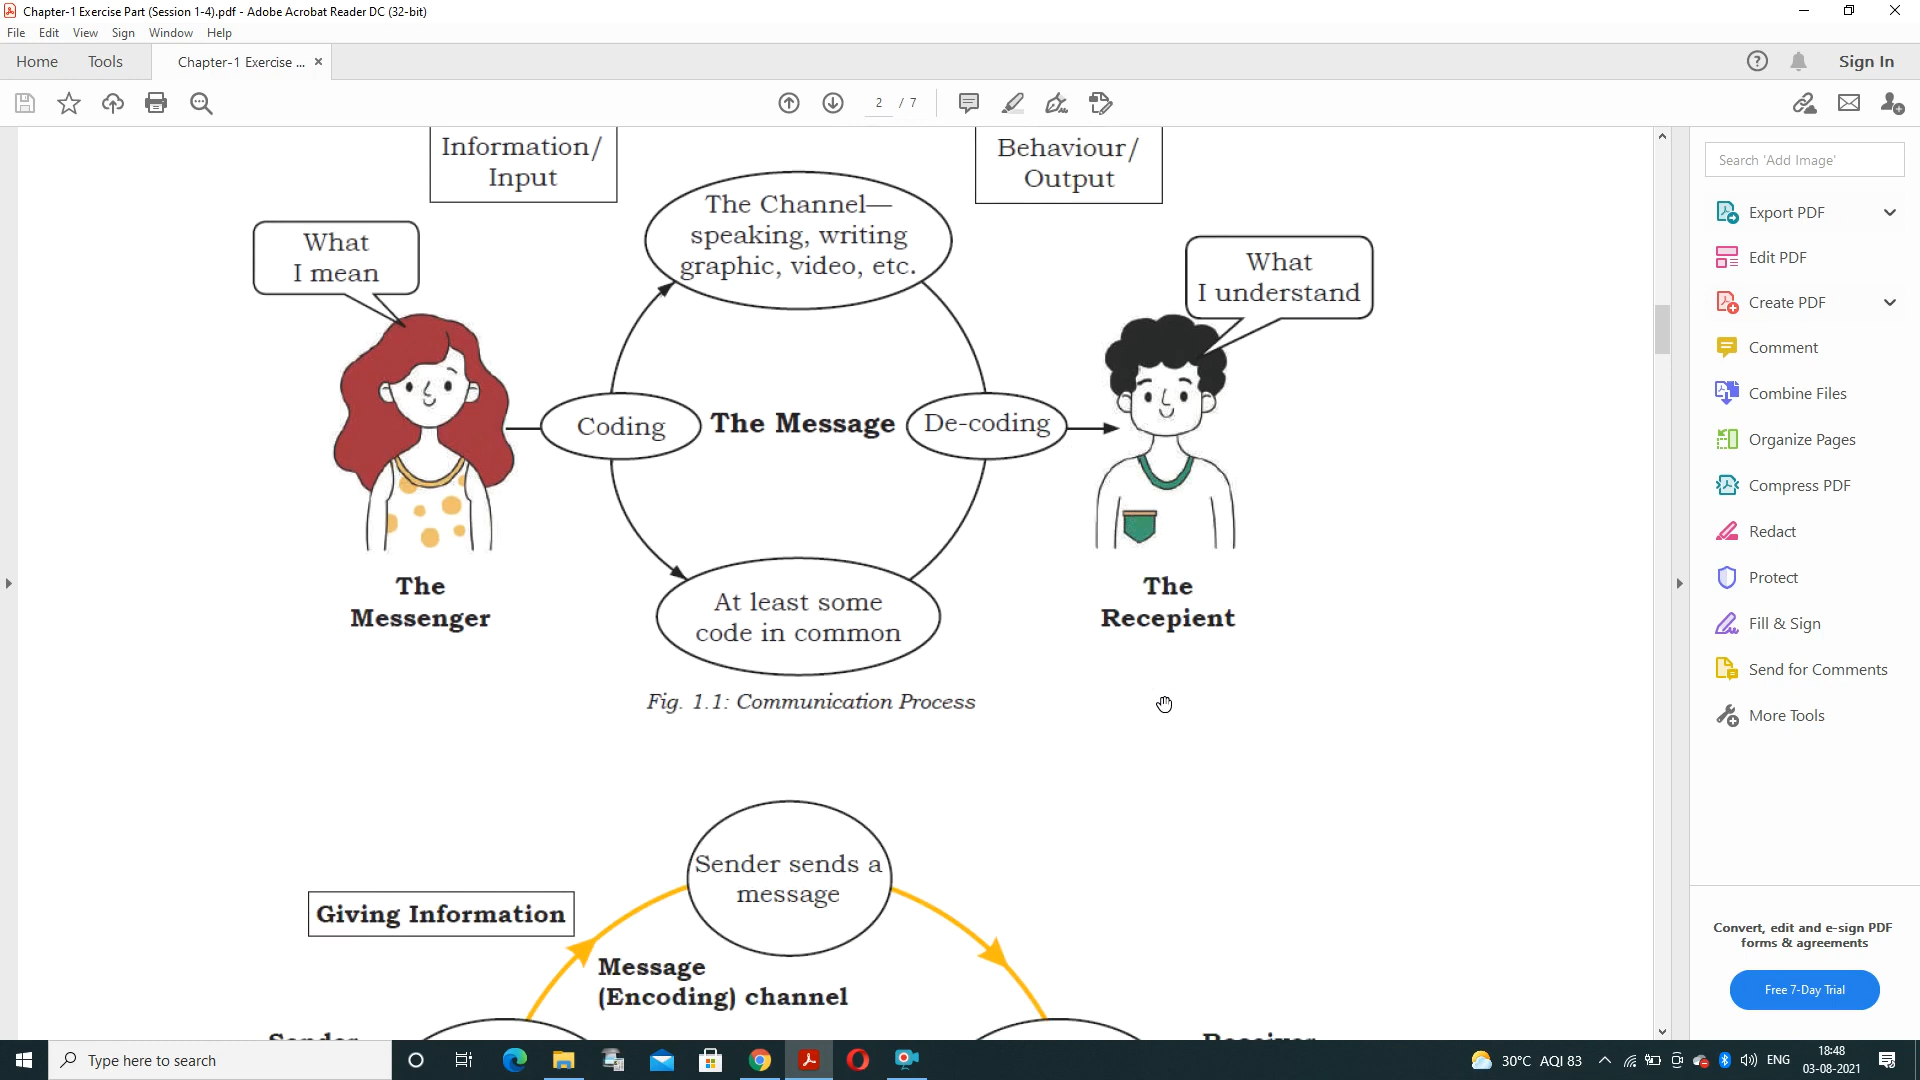 Chapter-1 Exercise Part (Session 1-4).pdf - Adobe Acrobat Reader DC (32-bit)
File Edit View Sign Window Help
Home Tools Chapter-1 Exercise ... × Sign In
2 / 7
Information/
Input
Behaviour/
Output
The Channel—
speaking, writing
graphic, video, etc.
What
I mean
What
I understand
Coding
The Message
De-coding
The
Messenger
The
Recepient
At least some
code in common
Fig. 1.1: Communication Process
Sender sends a
message
Giving Information
Message
(Encoding) channel
Search 'Add Image'
Export PDF
Edit PDF
Create PDF
Comment
Combine Files
Organize Pages
Compress PDF
Redact
Protect
Fill & Sign
Send for Comments
More Tools
Convert, edit and e-sign PDF
forms & agreements
Free 7-Day Trial
Type here to search
30°C AQI 83
ENG
18:48
03-08-2021